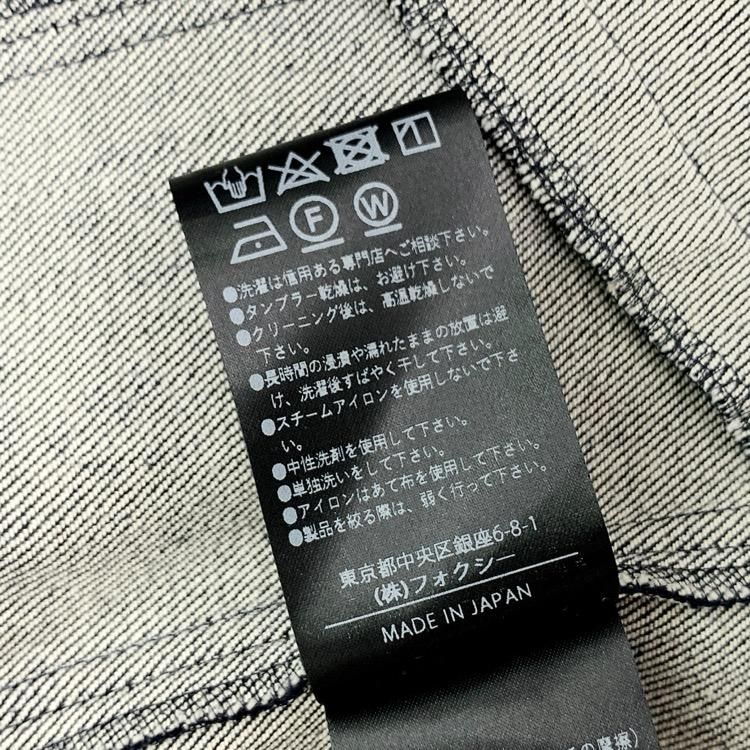 F W
●洗濯は信用ある専門店へご相談下さい。
●タンブラー乾燥は、お避け下さい。
●クリーニング後は、高温乾燥しないで
下さい。
●長時間の浸漬や濡れたままの放置は避
け、洗濯後すばやく干して下さい。
●スチームアイロンを使用しないで下さ
い。
●中性洗剤を使用して下さい。
●単独洗いをして下さい。
●アイロンはあて布を使用して下さい。
●製品を絞る際は、弱く行って下さい。
東京都中央区銀座6-8-1
(株)フォクシー
MADE IN JAPAN
の摩擦）